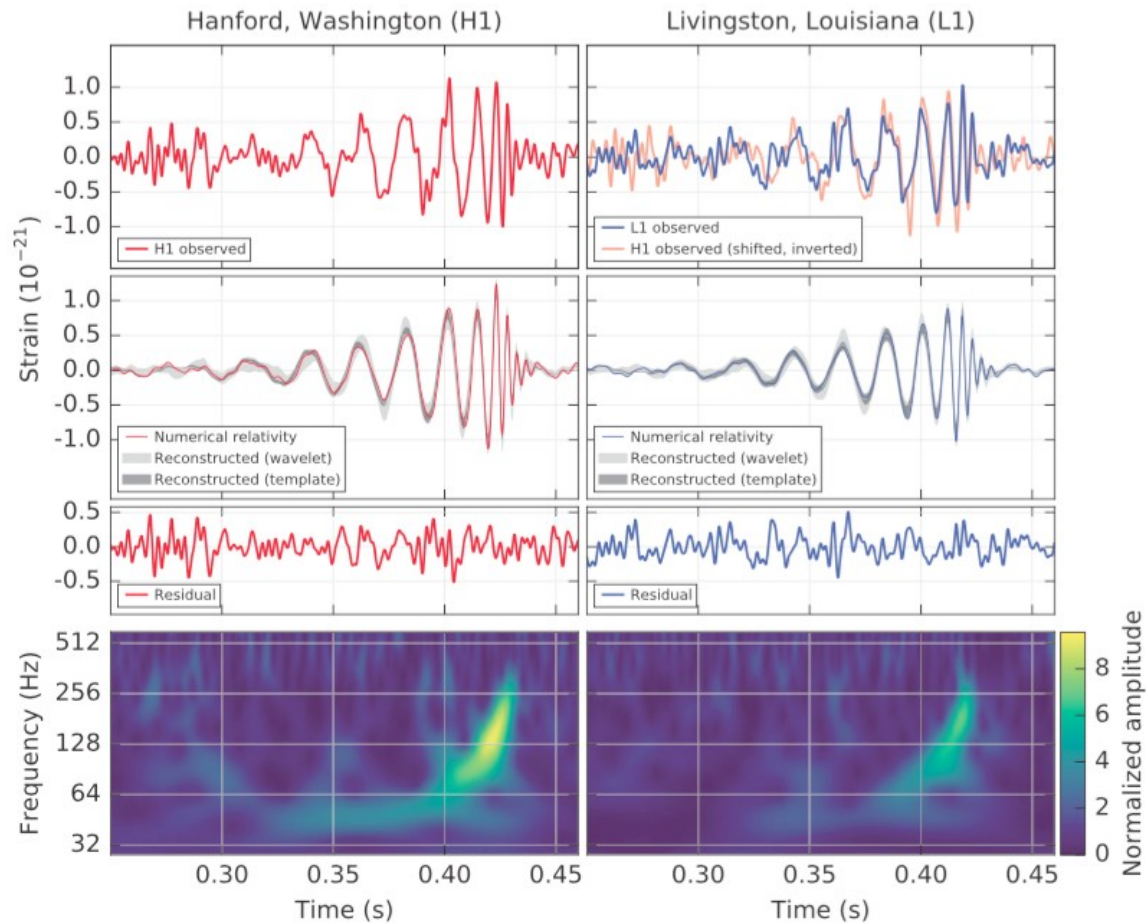 Hanford, Washington (H1)
Livingston, Louisiana (L1)
Strain (10⁻²¹)
1.0
0.5
0.0
-0.5
-1.0
H1 observed
L1 observed
H1 observed (shifted, inverted)
1.0
0.5
0.0
-0.5
-1.0
Numerical relativity
Reconstructed (wavelet)
Reconstructed (template)
Numerical relativity
Reconstructed (wavelet)
Reconstructed (template)
0.5
0.0
-0.5
Residual
Residual
Frequency (Hz)
512
256
128
64
32
0.30
0.35
0.40
0.45
Time (s)
0.30
0.35
0.40
0.45
Time (s)
8
6
4
2
0
Normalized amplitude